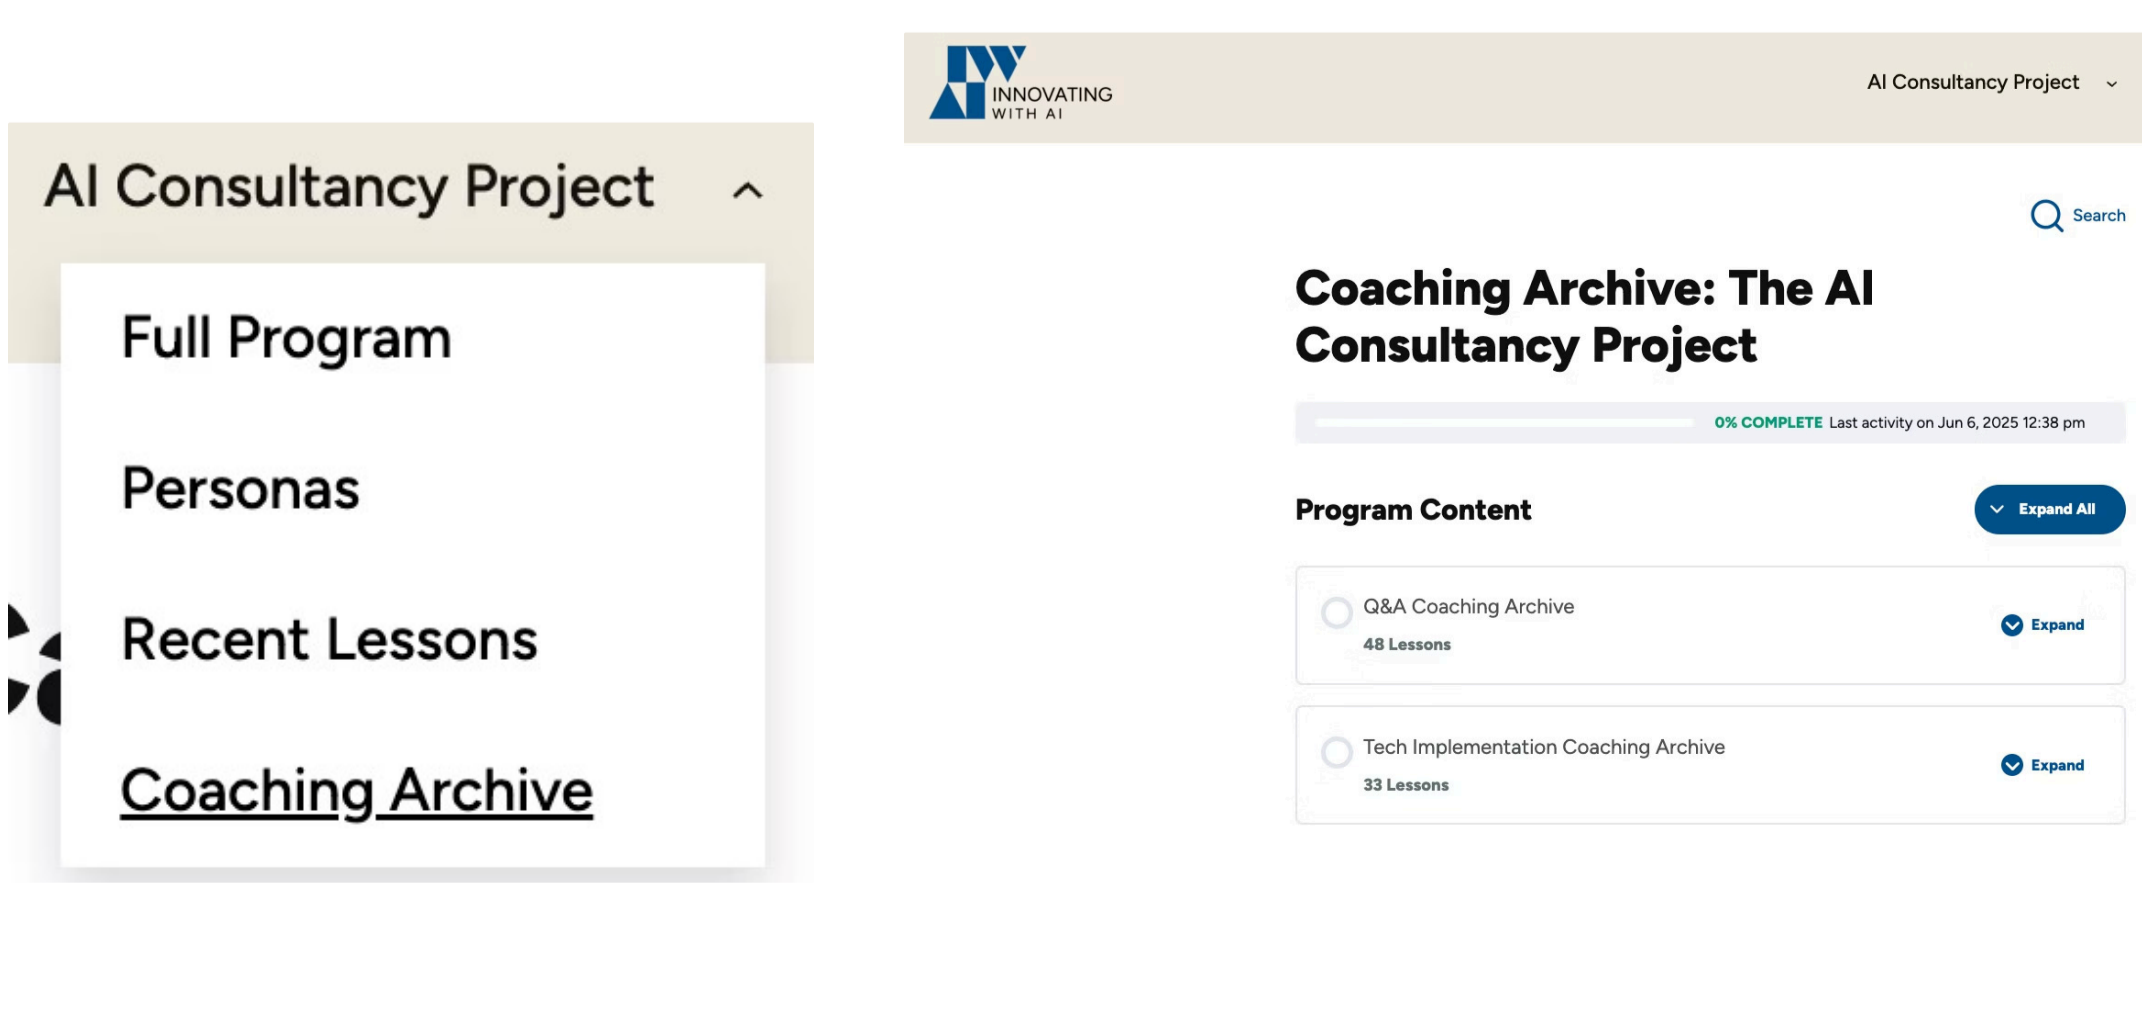 AI Consultancy Project
Full Program
Personas
Recent Lessons
Coaching Archive
INNOVATING
WITH AI
AI Consultancy Project
Search
Coaching Archive: The AI
Consultancy Project
0% COMPLETE Last activity on Jun 6, 2025 12:38 pm
Program Content
Expand All
Q&A Coaching Archive
48 Lessons
Expand
Tech Implementation Coaching Archive
33 Lessons
Expand